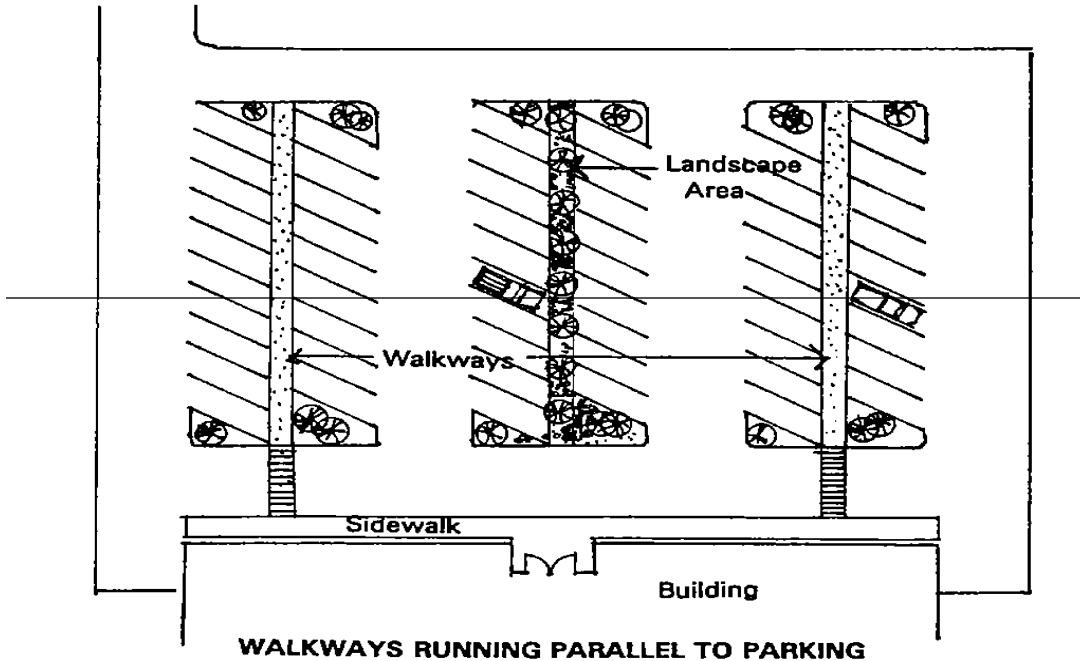 Landscape
Area
Walkways
Sidewalk
Building
WALKWAYS RUNNING PARALLEL TO PARKING